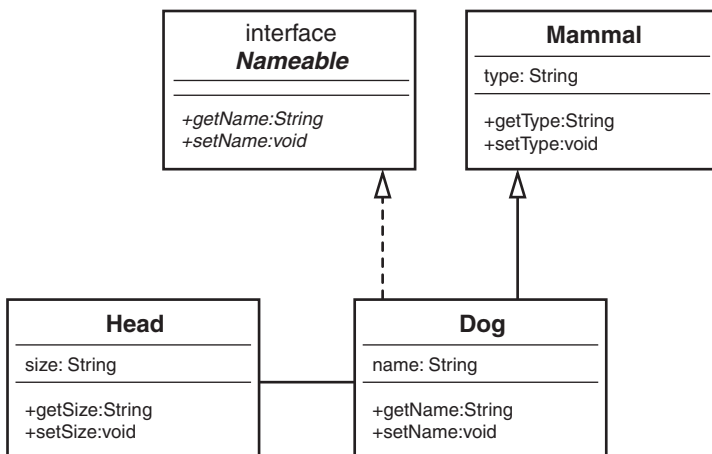 interface
Nameable
+getName:String
+setName:void
Mammal
type: String
+getType:String
+setType:void
Head
size: String
+getSize:String
+setSize:void
Dog
name: String
+getName:String
+setName:void